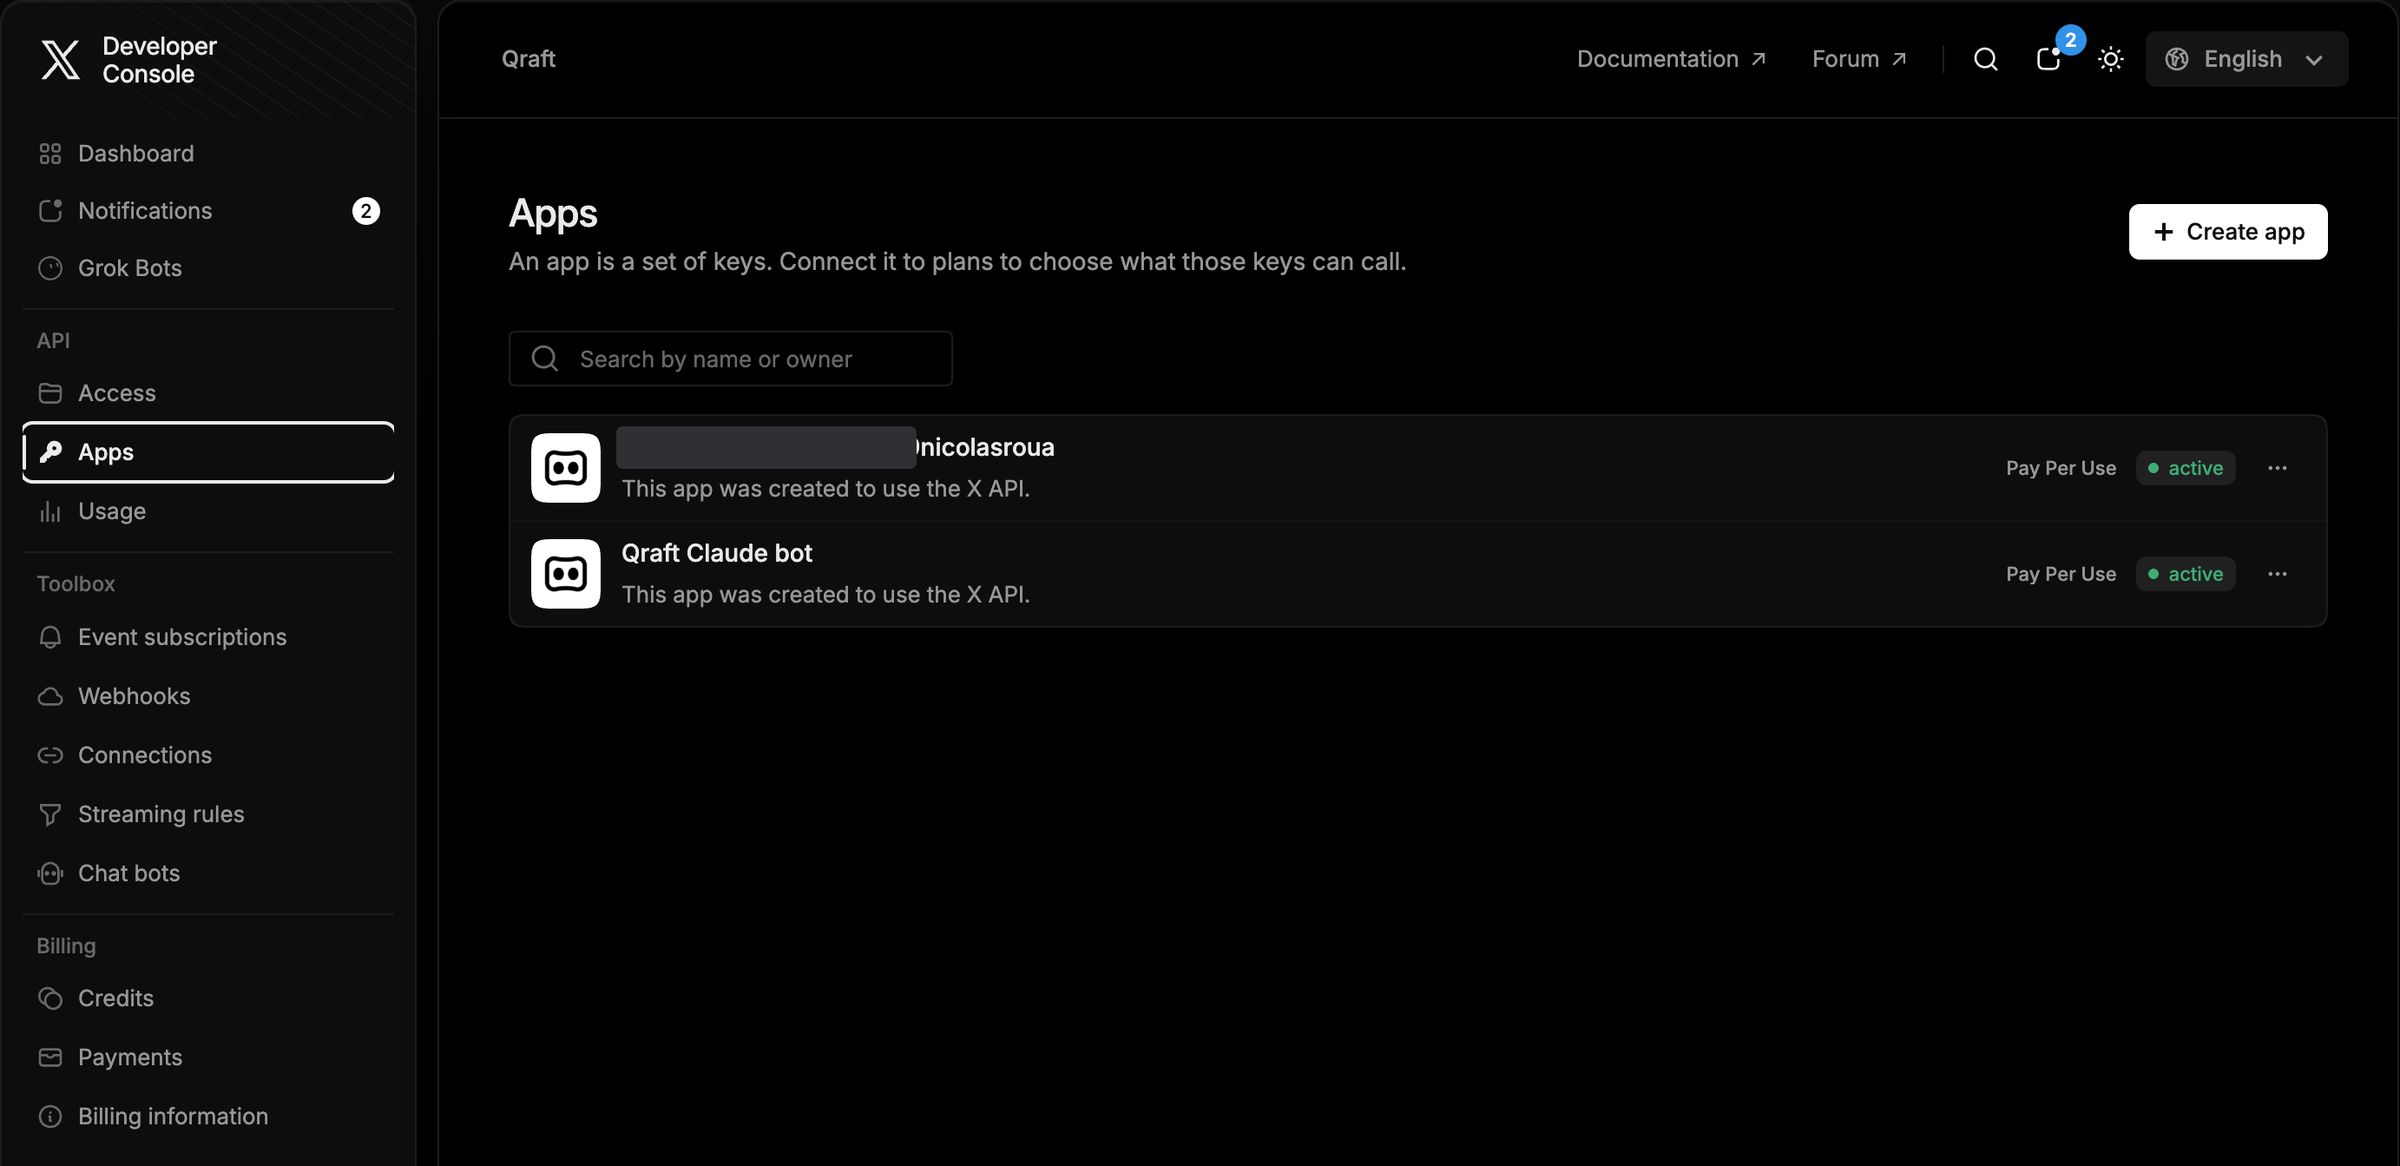 Developer
Console
Dashboard
Notifications 2
Grok Bots
API
Access
Apps
Usage
Toolbox
Event subscriptions
Webhooks
Connections
Streaming rules
Chat bots
Billing
Credits
Payments
Billing information
Qraft
Documentation
Forum
2
English
Apps
An app is a set of keys. Connect it to plans to choose what those keys can call.
+ Create app
Search by name or owner
nicolasroua
This app was created to use the X API.
Pay Per Use
active
Qraft Claude bot
This app was created to use the X API.
Pay Per Use
active